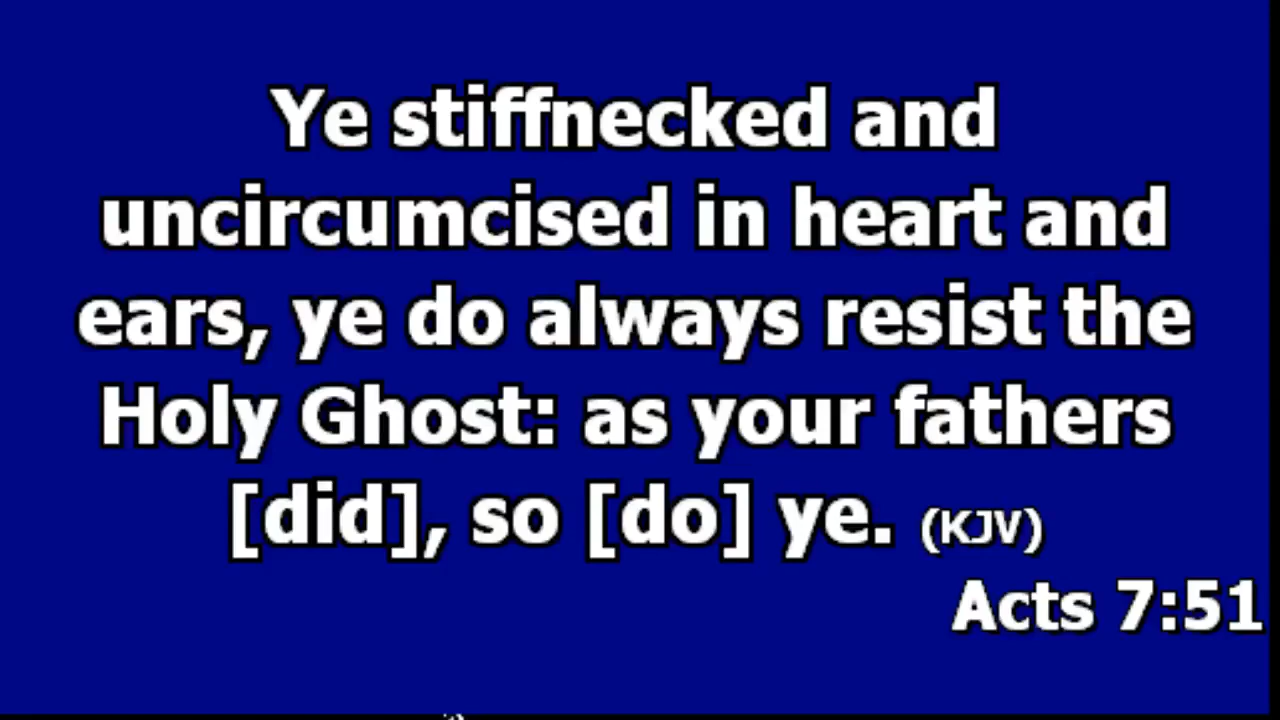 Ye stiffnecked and
uncircumcised in heart and
ears, ye do always resist the
Holy Ghost: as your fathers
[did], so [do] ye. (KJV)
Acts 7:51